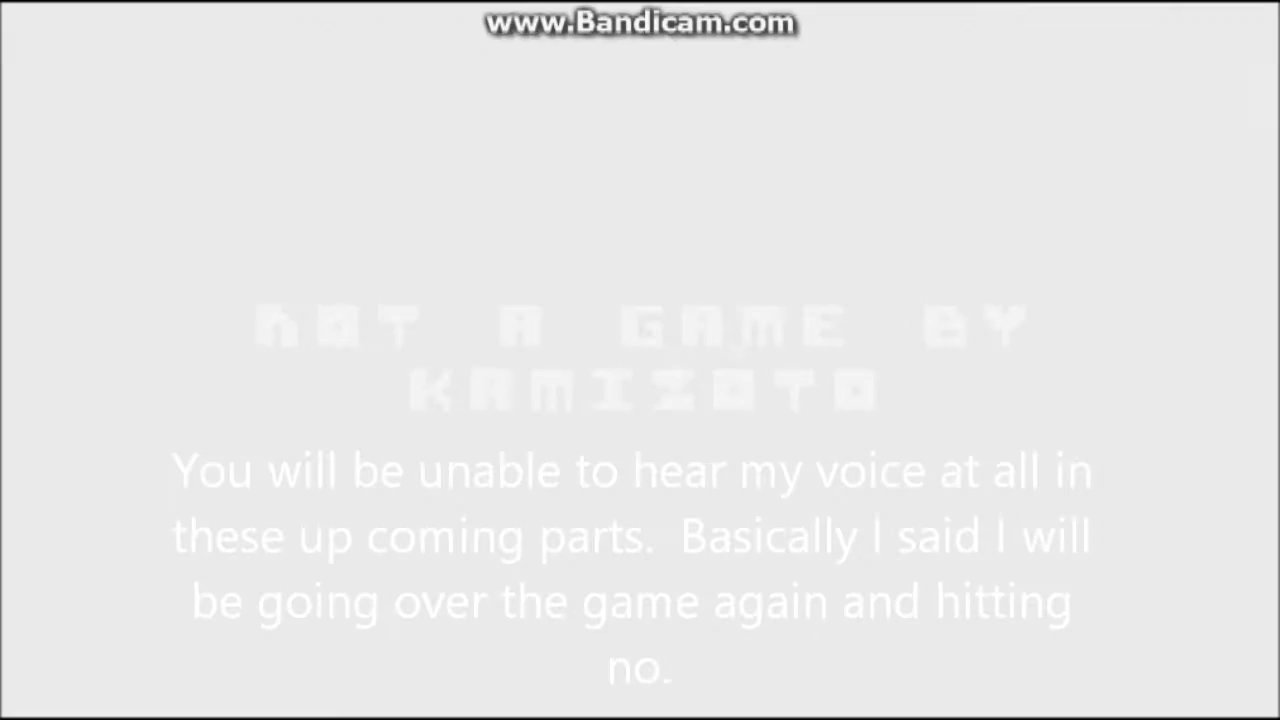 www.Bandicam.com
NOT A GAME BY
KAMIZOTO
You will be unable to hear my voice at all in
these up coming parts.  Basically I said I will
be going over the game again and hitting
no.